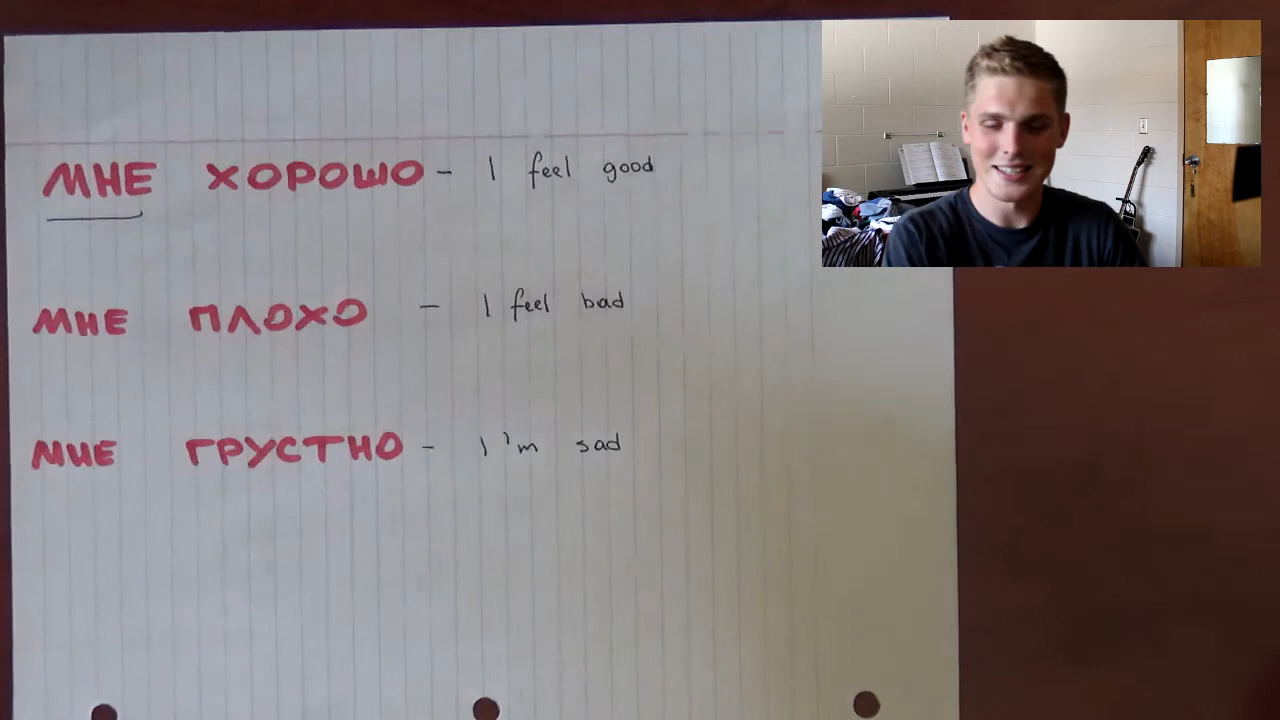 МНЕ ХОРОШО - I feel good
МНЕ ПЛОХО - I feel bad
МНЕ ГРУСТНО - I'm sad